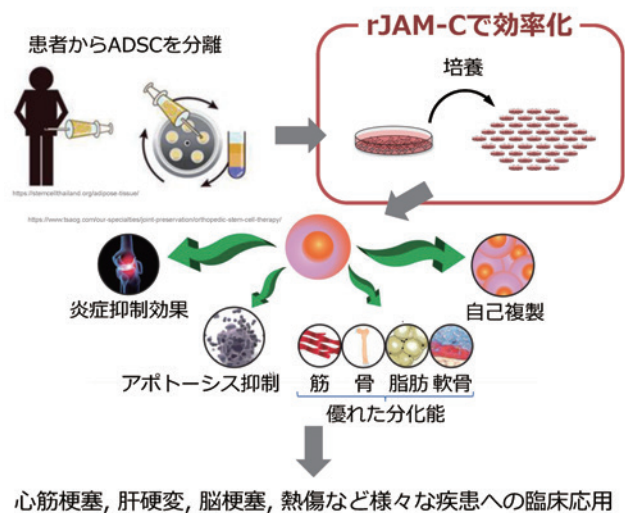 患者からADSCを分離
rJAM-Cで効率化
培養
https://stemcellthailand.org/adipose-tissue/
https://www.tsaog.com/our-specialties/joint-preservation/orthopedic-stem-cell-therapy/
炎症抑制効果
自己複製
アポトーシス抑制
筋 骨 脂肪 軟骨
優れた分化能
心筋梗塞, 肝硬変, 脳梗塞, 熱傷など様々な疾患への臨床応用